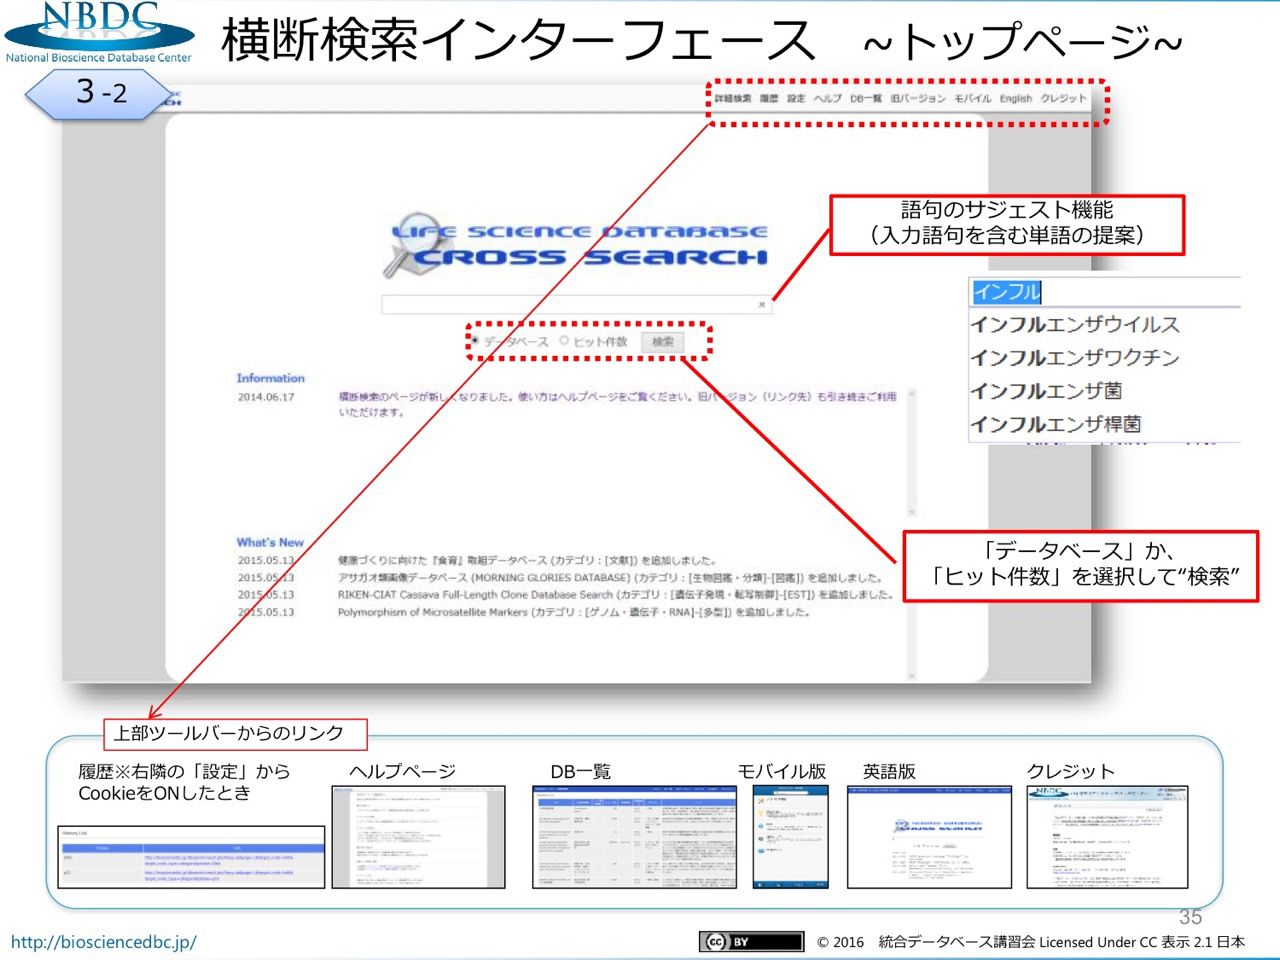 NBDC
National Bioscience Database Center
横断検索インターフェース　~トップページ~
3 -2
詳細検索 履歴 設定 ヘルプ DB一覧 旧バージョン モバイル English クレジット
LIFE SCIENCE DATABASE
CROSS SEARCH
語句のサジェスト機能
（入力語句を含む単語の提案）
インフル
インフルエンザウイルス
インフルエンザワクチン
インフルエンザ菌
インフルエンザ桿菌
データベース ヒット件数 検索
Information
2014.06.17 横断検索のページが新しくなりました。使い方はヘルプページをご覧ください。旧バージョン（リンク先）も引き続きご利用
いただけます。
「データベース」か、
「ヒット件数」を選択して“検索”
What's New
2015.05.13 健康づくりに向けた『食育』取組データベース (カテゴリ：[文献]) を追加しました。
2015.05.13 アサガオ類画像データベース (MORNING GLORIES DATABASE) (カテゴリ：[生物図鑑・分類]-[図鑑]) を追加しました。
2015.05.13 RIKEN-CIAT Cassava Full-Length Clone Database Search (カテゴリ：[遺伝子発現・転写制御]-[EST]) を追加しました。
2015.05.13 Polymorphism of Microsatellite Markers (カテゴリ：[ゲノム・遺伝子・RNA]-[多型]) を追加しました。
上部ツールバーからのリンク
履歴※右隣の「設定」から
CookieをONしたとき
ヘルプページ
DB一覧
モバイル版
英語版
クレジット
History List
CROSS SEARCH
NBDC
35
http://biosciencedbc.jp/
cc BY
© 2016　統合データベース講習会 Licensed Under CC 表示 2.1 日本